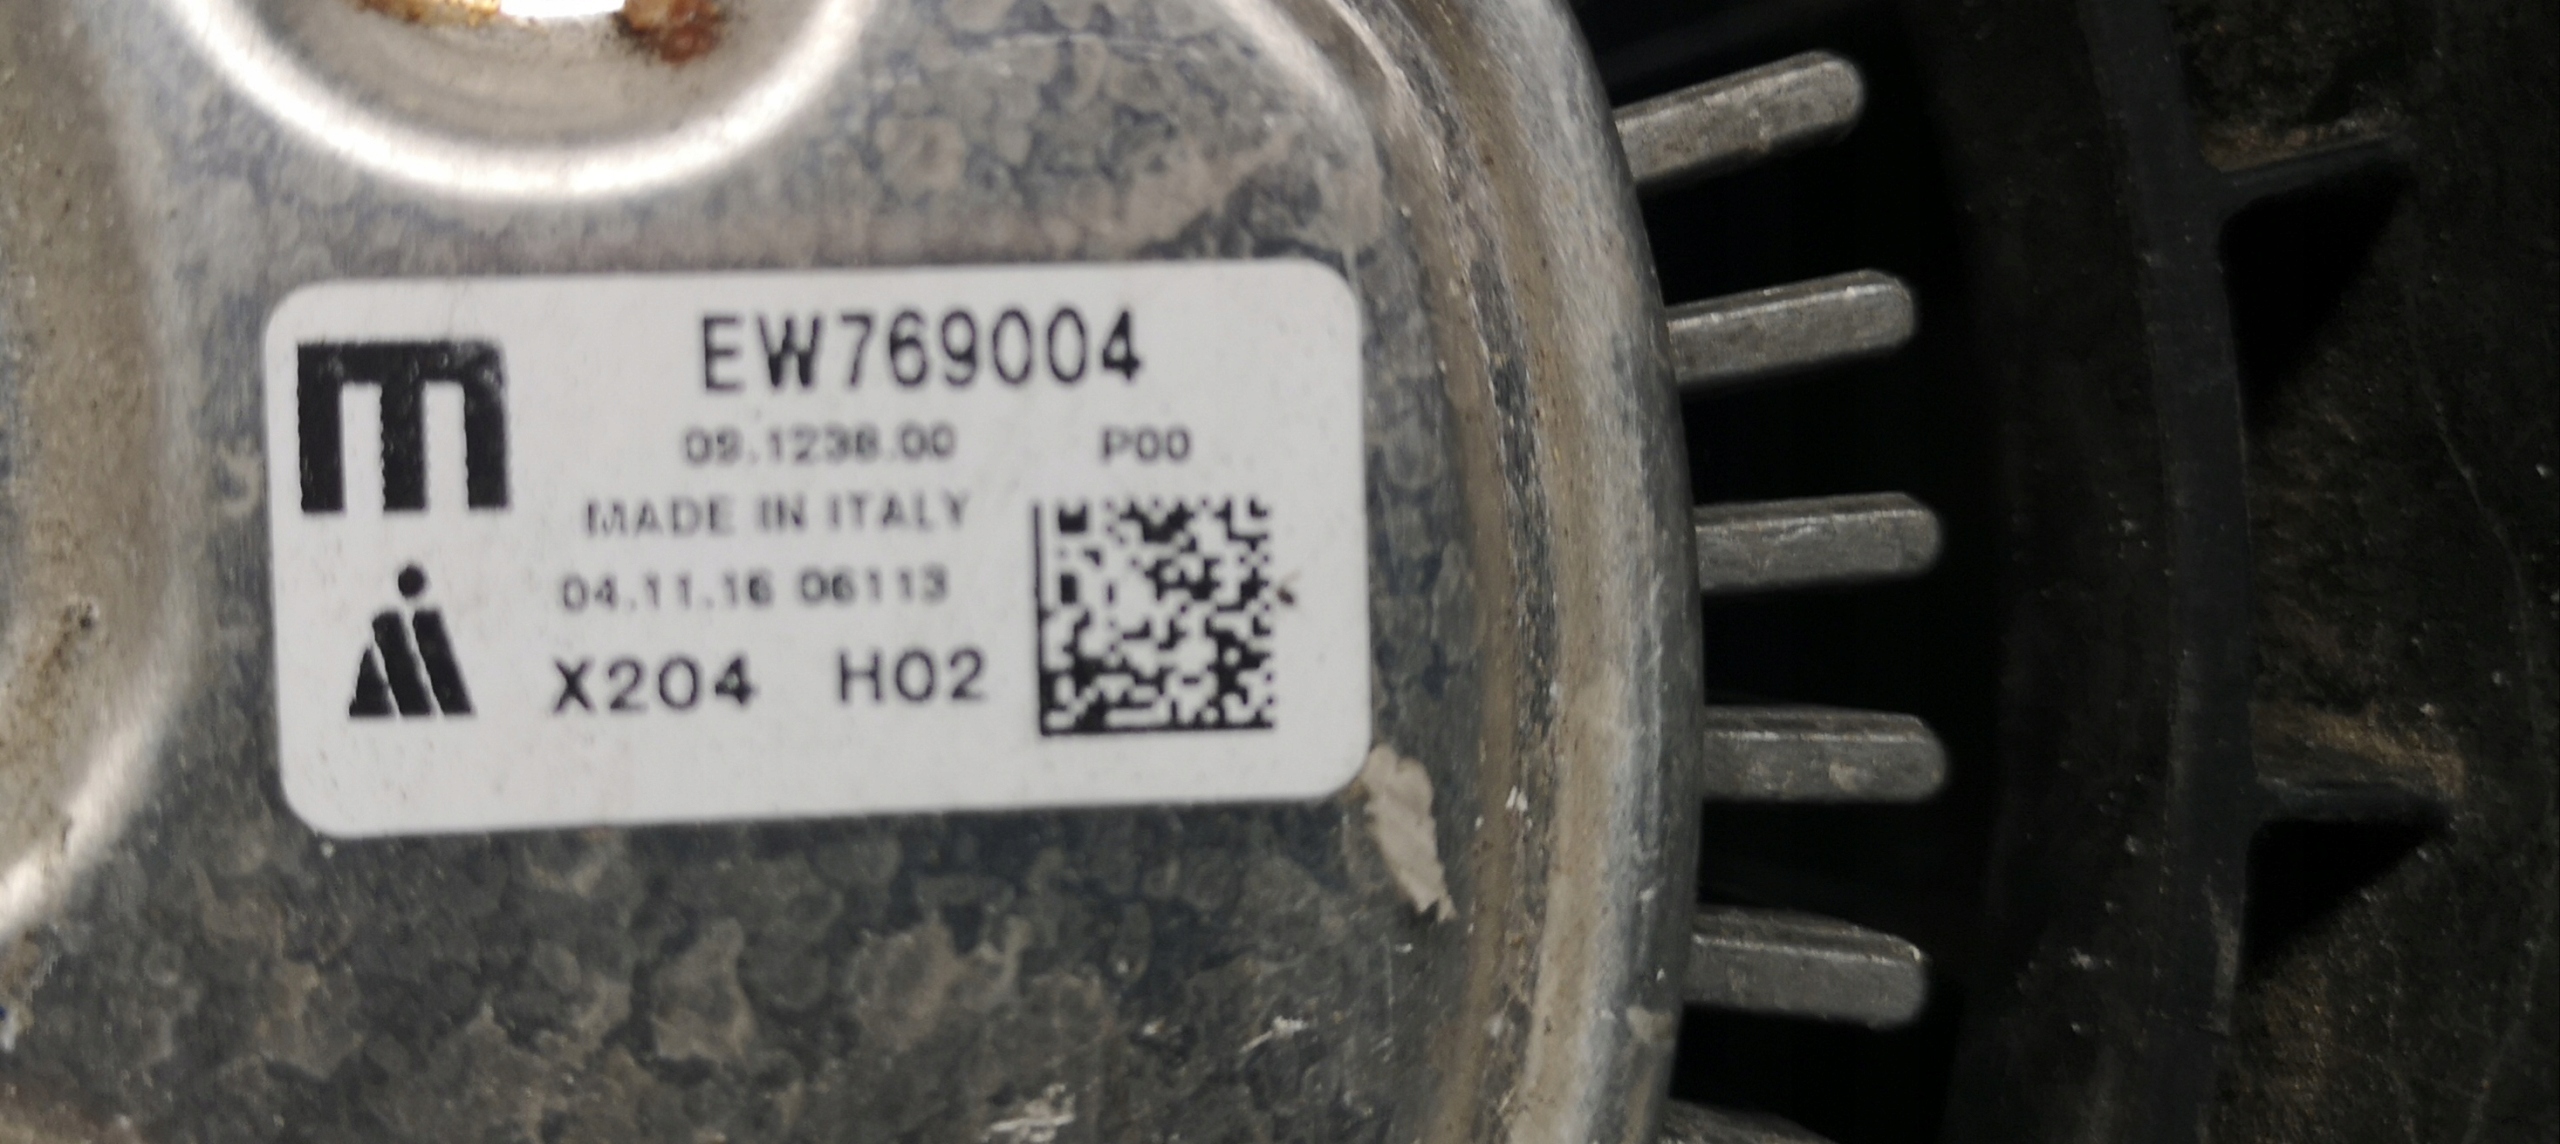 EW769004
09.1238.00 P00
MADE IN ITALY
04.11.16 06113
X204 H02